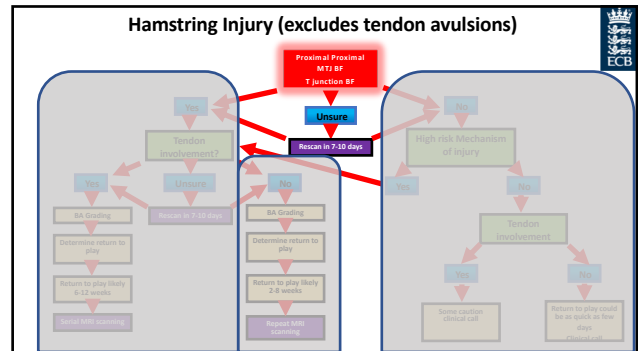 Hamstring Injury (excludes tendon avulsions)
ECB
Proximal Proximal
MTJ BF
T junction BF
Unsure
Rescan in 7-10 days
Yes
Tendon
Involvement?
Yes
Unsure
No
BA Grading
Rescan in 7-10 days
Determine return to
play
Return to play likely
6-12 weeks
Serial MRI scanning
BA Grading
Determine return to
play
Return to play likely
2-8 weeks
Repeat MRI
scanning
No
High risk Mechanism
of Injury
Yes
No
Tendon
involvement
Yes
No
Some caution
clinical call
Return to play could
be as quick as few
days
Clinical call